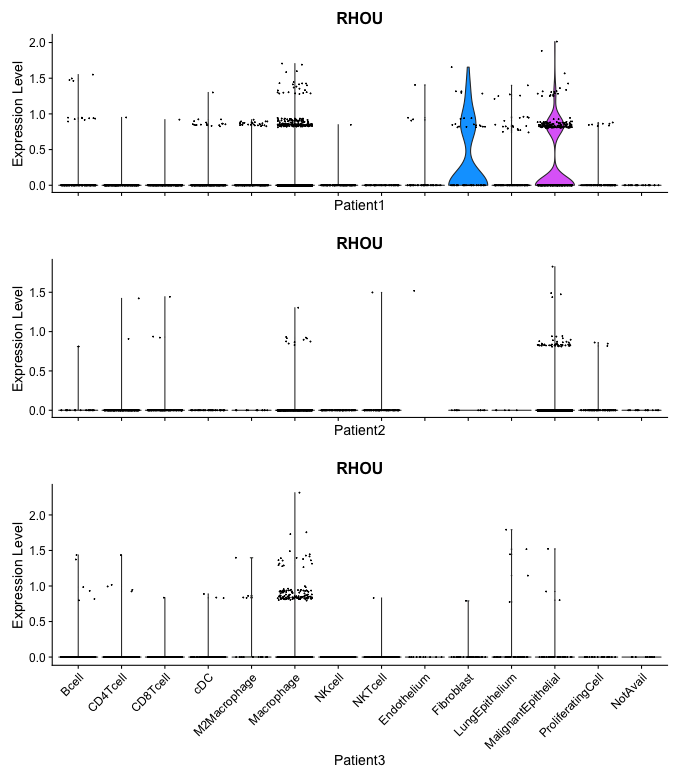 RHOU
Expression Level
2.0
1.5
1.0
0.5
0.0
Patient1
RHOU
Expression Level
1.5
1.0
0.5
0.0
Patient2
RHOU
Expression Level
2.0
1.5
1.0
0.5
0.0
Bcell
CD4Tcell
CD8Tcell
cDC
M2Macrophage
Macrophage
NKcell
NKTcell
Endothelium
Fibroblast
LungEpithelium
MalignantEpithelial
ProliferatingCell
NotAvail
Patient3